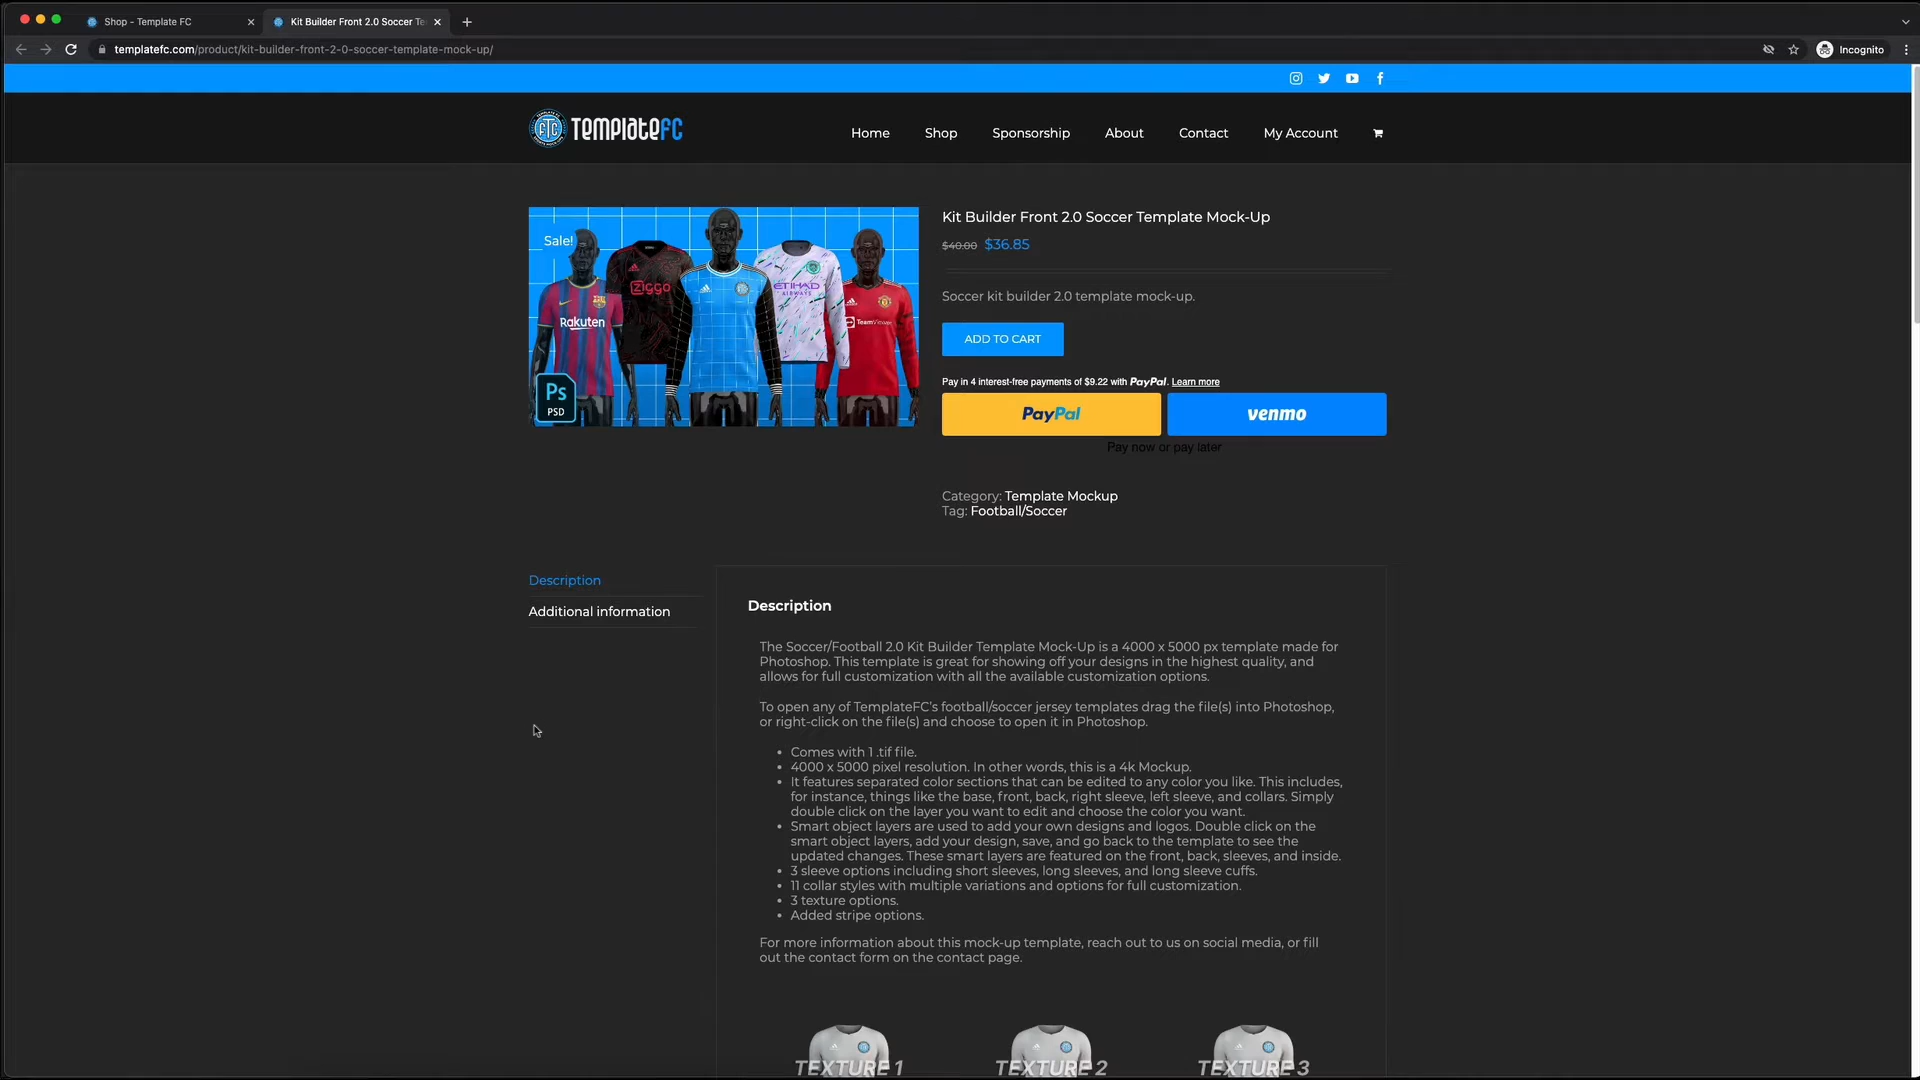 Shop - Template FC
Kit Builder Front 2.0 Soccer Te
templatefc.com/product/kit-builder-front-2-0-soccer-template-mock-up/
Incognito
TEMPLATEFC
Home
Shop
Sponsorship
About
Contact
My Account
Sale!
ZIGGO
ETIHAD
AIRWAYS
Rakuten
TeamViewer
Ps
PSD
Kit Builder Front 2.0 Soccer Template Mock-Up
$40.00 $36.85
Soccer kit builder 2.0 template mock-up.
ADD TO CART
Pay in 4 interest-free payments of $9.22 with PayPal. Learn more
PayPal
venmo
Pay now or pay later
Category: Template Mockup
Tag: Football/Soccer
Description
Additional information
Description
The Soccer/Football 2.0 Kit Builder Template Mock-Up is a 4000 x 5000 px template made for
Photoshop. This template is great for showing off your designs in the highest quality, and
allows for full customization with all the available customization options.
To open any of TemplateFC's football/soccer jersey templates drag the file(s) into Photoshop,
or right-click on the file(s) and choose to open it in Photoshop.
• Comes with 1 .tif file.
• 4000 x 5000 pixel resolution. In other words, this is a 4k Mockup.
• It features separated color sections that can be edited to any color you like. This includes,
for instance, things like the base, front, back, right sleeve, left sleeve, and collars. Simply
double click on the layer you want to edit and choose the color you want.
• Smart object layers are used to add your own designs and logos. Double click on the
smart object layers, add your design, save, and go back to the template to see the
updated changes. These smart layers are featured on the front, back, sleeves, and inside.
• 3 sleeve options including short sleeves, long sleeves, and long sleeve cuffs.
• 11 collar styles with multiple variations and options for full customization.
• 3 texture options.
• Added stripe options.
For more information about this mock-up template, reach out to us on social media, or fill
out the contact form on the contact page.
TEXTURE 1
TEXTURE 2
TEXTURE 3